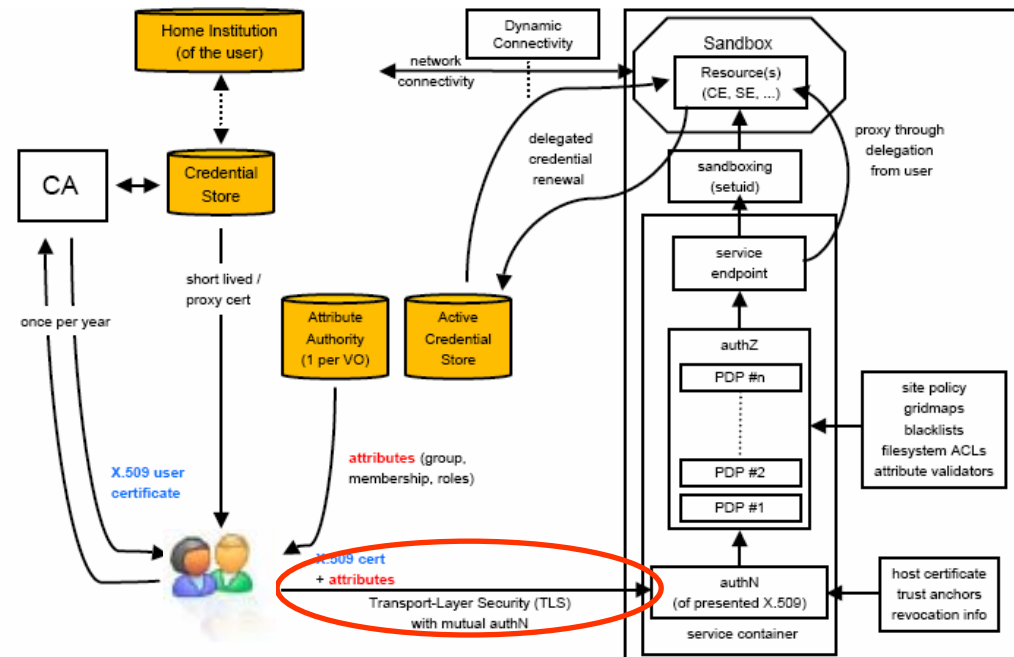 Home Institution
(of the user)
Dynamic
Connectivity
Sandbox
network
connectivity
Resource(s)
(CE, SE, ...)
CA
Credential
Store
delegated
credential
renewal
sandboxing
(setuid)
proxy through
delegation
from user
service
endpoint
short lived /
proxy cert
once per year
Attribute
Authority
(1 per VO)
Active
Credential
Store
authZ
PDP #n
PDP #2
PDP #1
site policy
gridmaps
blacklists
filesystem ACLs
attribute validators
X.509 user
certificate
attributes (group,
membership, roles)
X.509 cert
+ attributes
Transport-Layer Security (TLS)
with mutual authN
authN
(of presented X.509)
service container
host certificate
trust anchors
revocation info